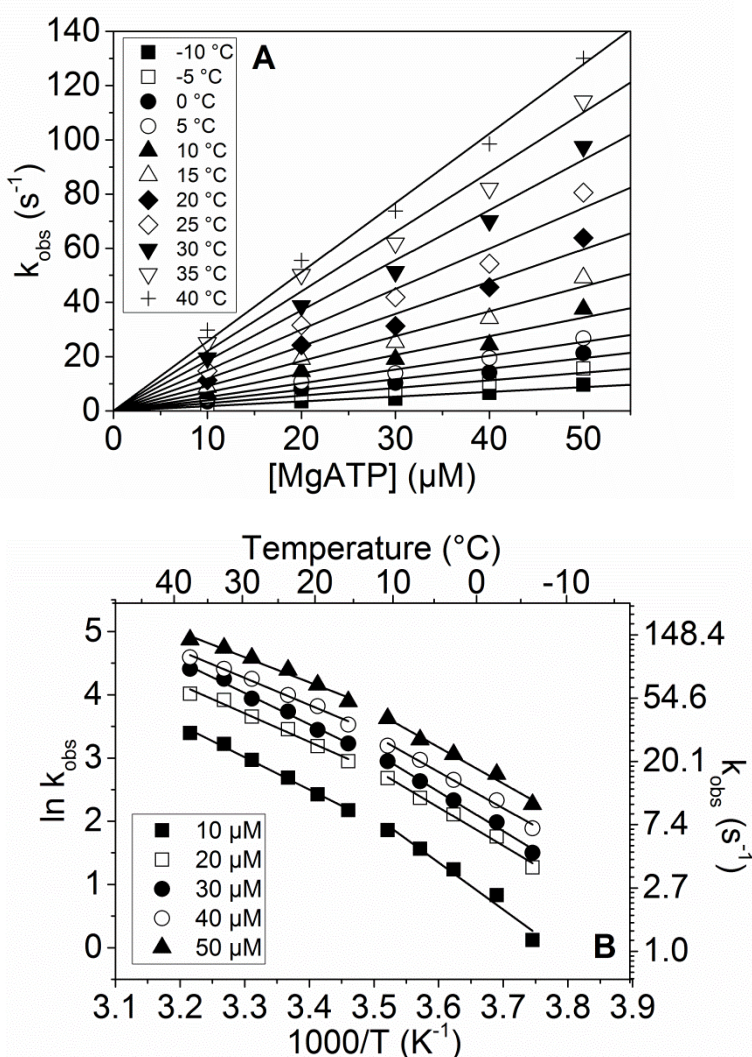 A
-10 °C
-5 °C
0 °C
5 °C
10 °C
15 °C
20 °C
25 °C
30 °C
35 °C
40 °C
140
120
100
80
60
40
20
0
k_obs (s⁻¹)
0 10 20 30 40 50
[MgATP] (µM)
Temperature (°C)
40 30 20 10 0 -10
5
4
3
2
1
0
ln k_obs
148.4
54.6
20.1
7.4
2.7
1.0
k_obs (s⁻¹)
10 µM
20 µM
30 µM
40 µM
50 µM
B
3.1 3.2 3.3 3.4 3.5 3.6 3.7 3.8 3.9
1000/T (K⁻¹)